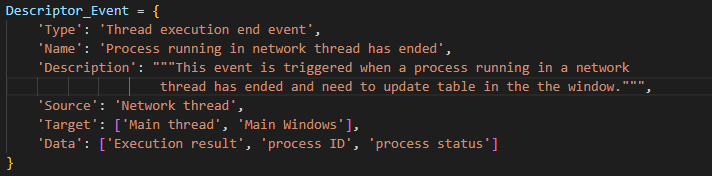 Descriptor_Event = {
    'Type': 'Thread execution end event',
    'Name': 'Process running in network thread has ended',
    'Description': """This event is triggered when a process running in a network
                      thread has ended and need to update table in the the window.""",
    'Source': 'Network thread',
    'Target': ['Main thread', 'Main Windows'],
    'Data': ['Execution result', 'process ID', 'process status']
}